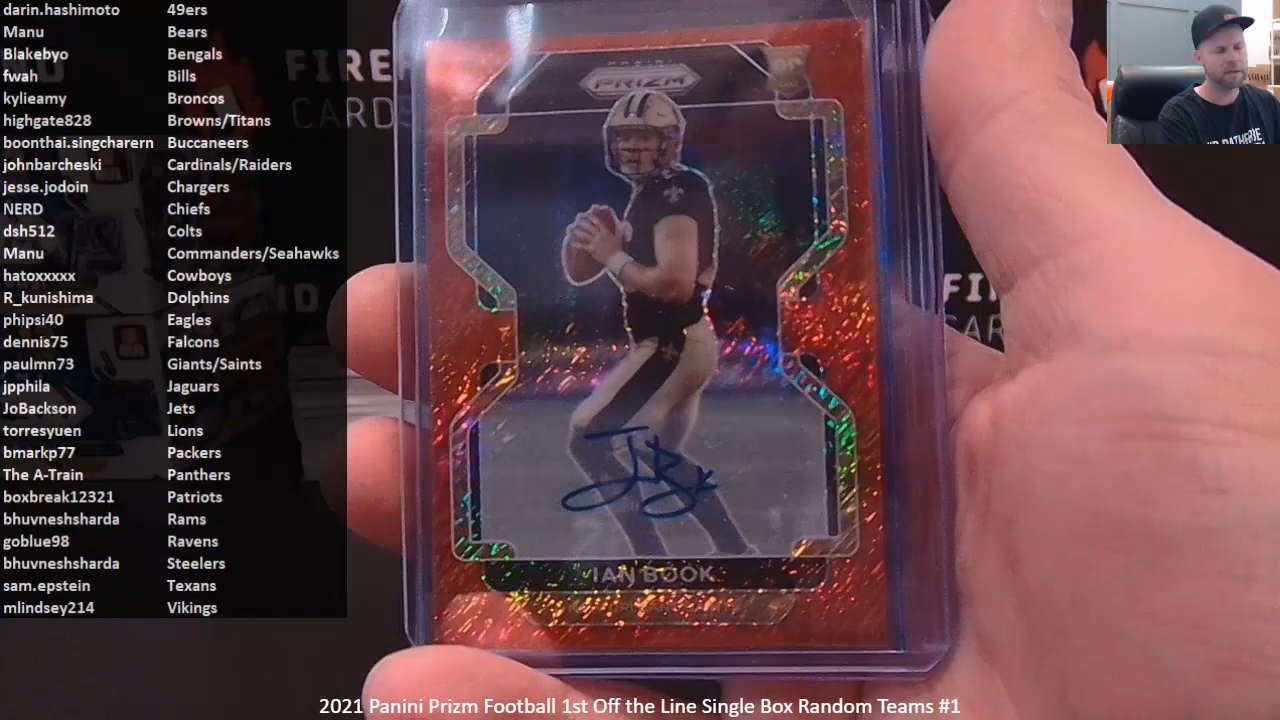 darin.hashimoto 49ers
Manu Bears
Blakebyo Bengals
fwah Bills
kylieamy Broncos
highgate828 Browns/Titans
boonthai.singcharern Buccaneers
johnbarcheski Cardinals/Raiders
jesse.jodoin Chargers
NERD Chiefs
dsh512 Colts
Manu Commanders/Seahawks
hatoxxxxx Cowboys
R_kunishima Dolphins
phipsi40 Eagles
dennis75 Falcons
paulmn73 Giants/Saints
jpphila Jaguars
JoBackson Jets
torresyuen Lions
bmarkp77 Packers
The A-Train Panthers
boxbreak12321 Patriots
bhuvneshsharda Rams
goblue98 Ravens
bhuvneshsharda Steelers
sam.epstein Texans
mlindsey214 Vikings
PANINI
PRIZM
IAN BOOK
2021 Panini Prizm Football 1st Off the Line Single Box Random Teams #1